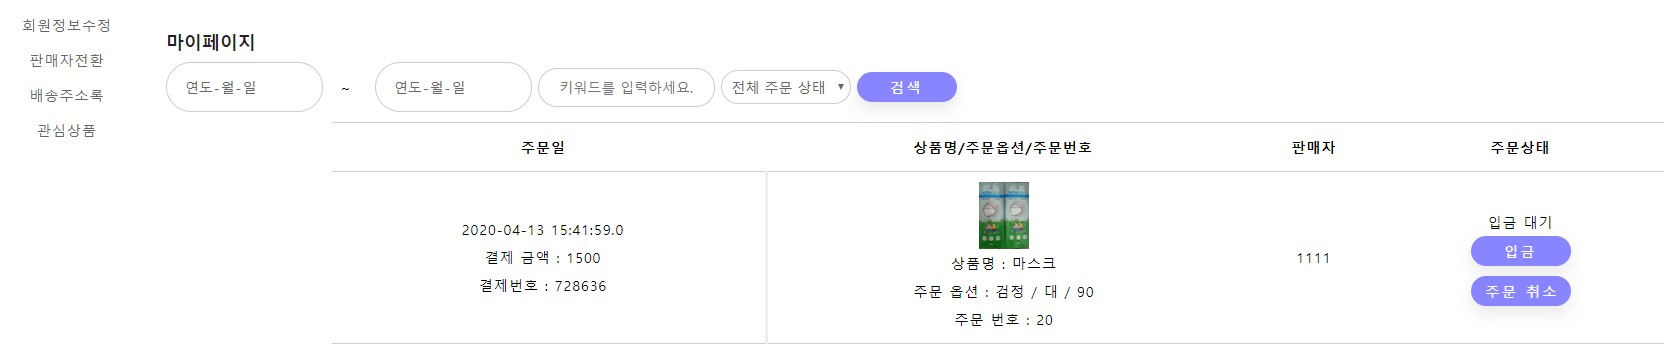 회원정보수정
판매자전환
배송주소록
관심상품
마이페이지
연도-월-일 ~ 연도-월-일 키워드를 입력하세요. 전체 주문 상태 ▼ 검색
주문일 상품명/주문옵션/주문번호 판매자 주문상태
2020-04-13 15:41:59.0
결제 금액 : 1500
결제번호 : 728636
상품명 : 마스크
주문 옵션 : 검정 / 대 / 90
주문 번호 : 20
1111
입금 대기
입금
주문 취소